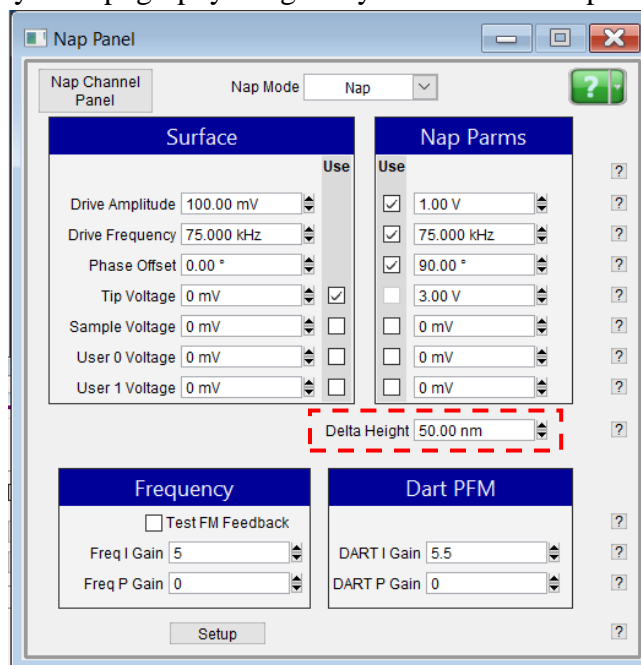 Nap Panel
Nap Channel Panel Nap Mode Nap ?
Surface Nap Parms
Use Use ?
Drive Amplitude 100.00 mV 1.00 V ?
Drive Frequency 75.000 kHz 75.000 kHz ?
Phase Offset 0.00 ° 90.00 ° ?
Tip Voltage 0 mV 3.00 V ?
Sample Voltage 0 mV 0 mV ?
User 0 Voltage 0 mV 0 mV ?
User 1 Voltage 0 mV 0 mV ?
Delta Height 50.00 nm ?
Frequency Dart PFM
Test FM Feedback ?
Freq I Gain 5 DART I Gain 5.5 ?
Freq P Gain 0 DART P Gain 0 ?
Setup ?